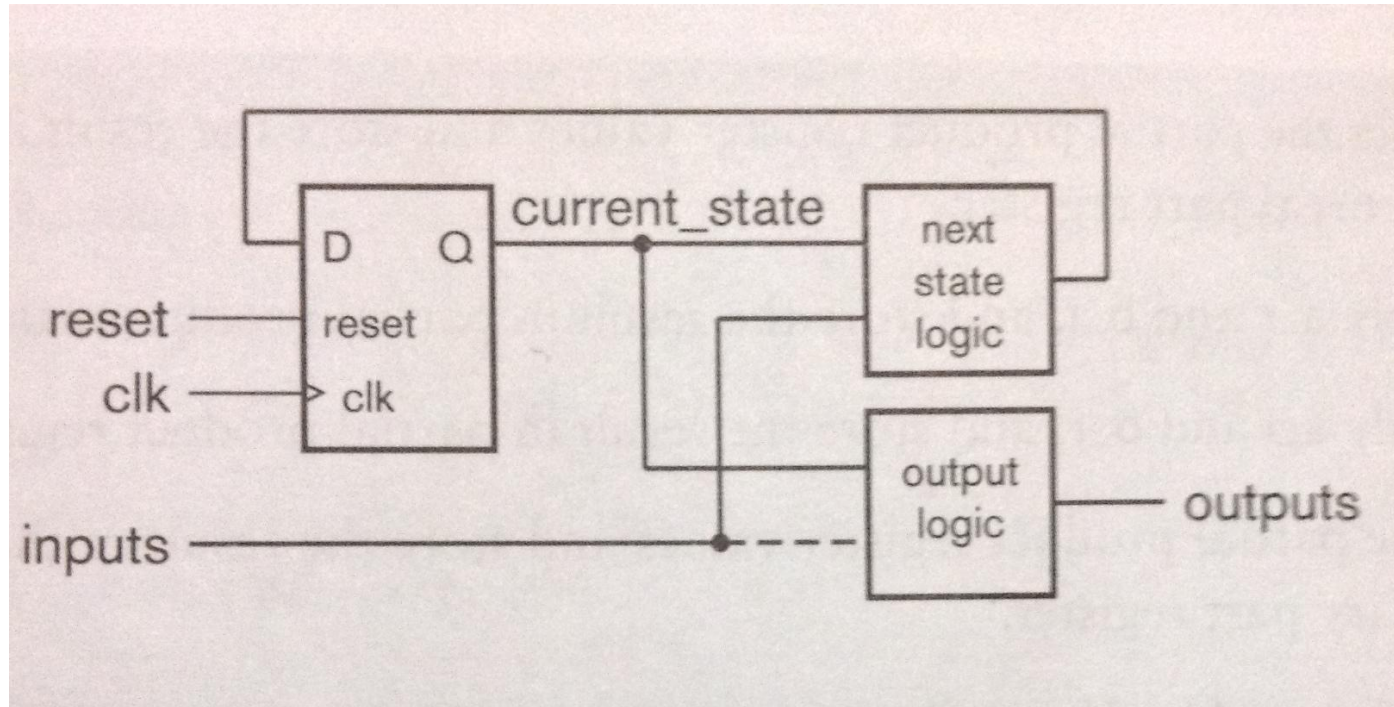 current_state
D Q
reset
clk
reset
clk
next
state
logic
output
logic
inputs
outputs